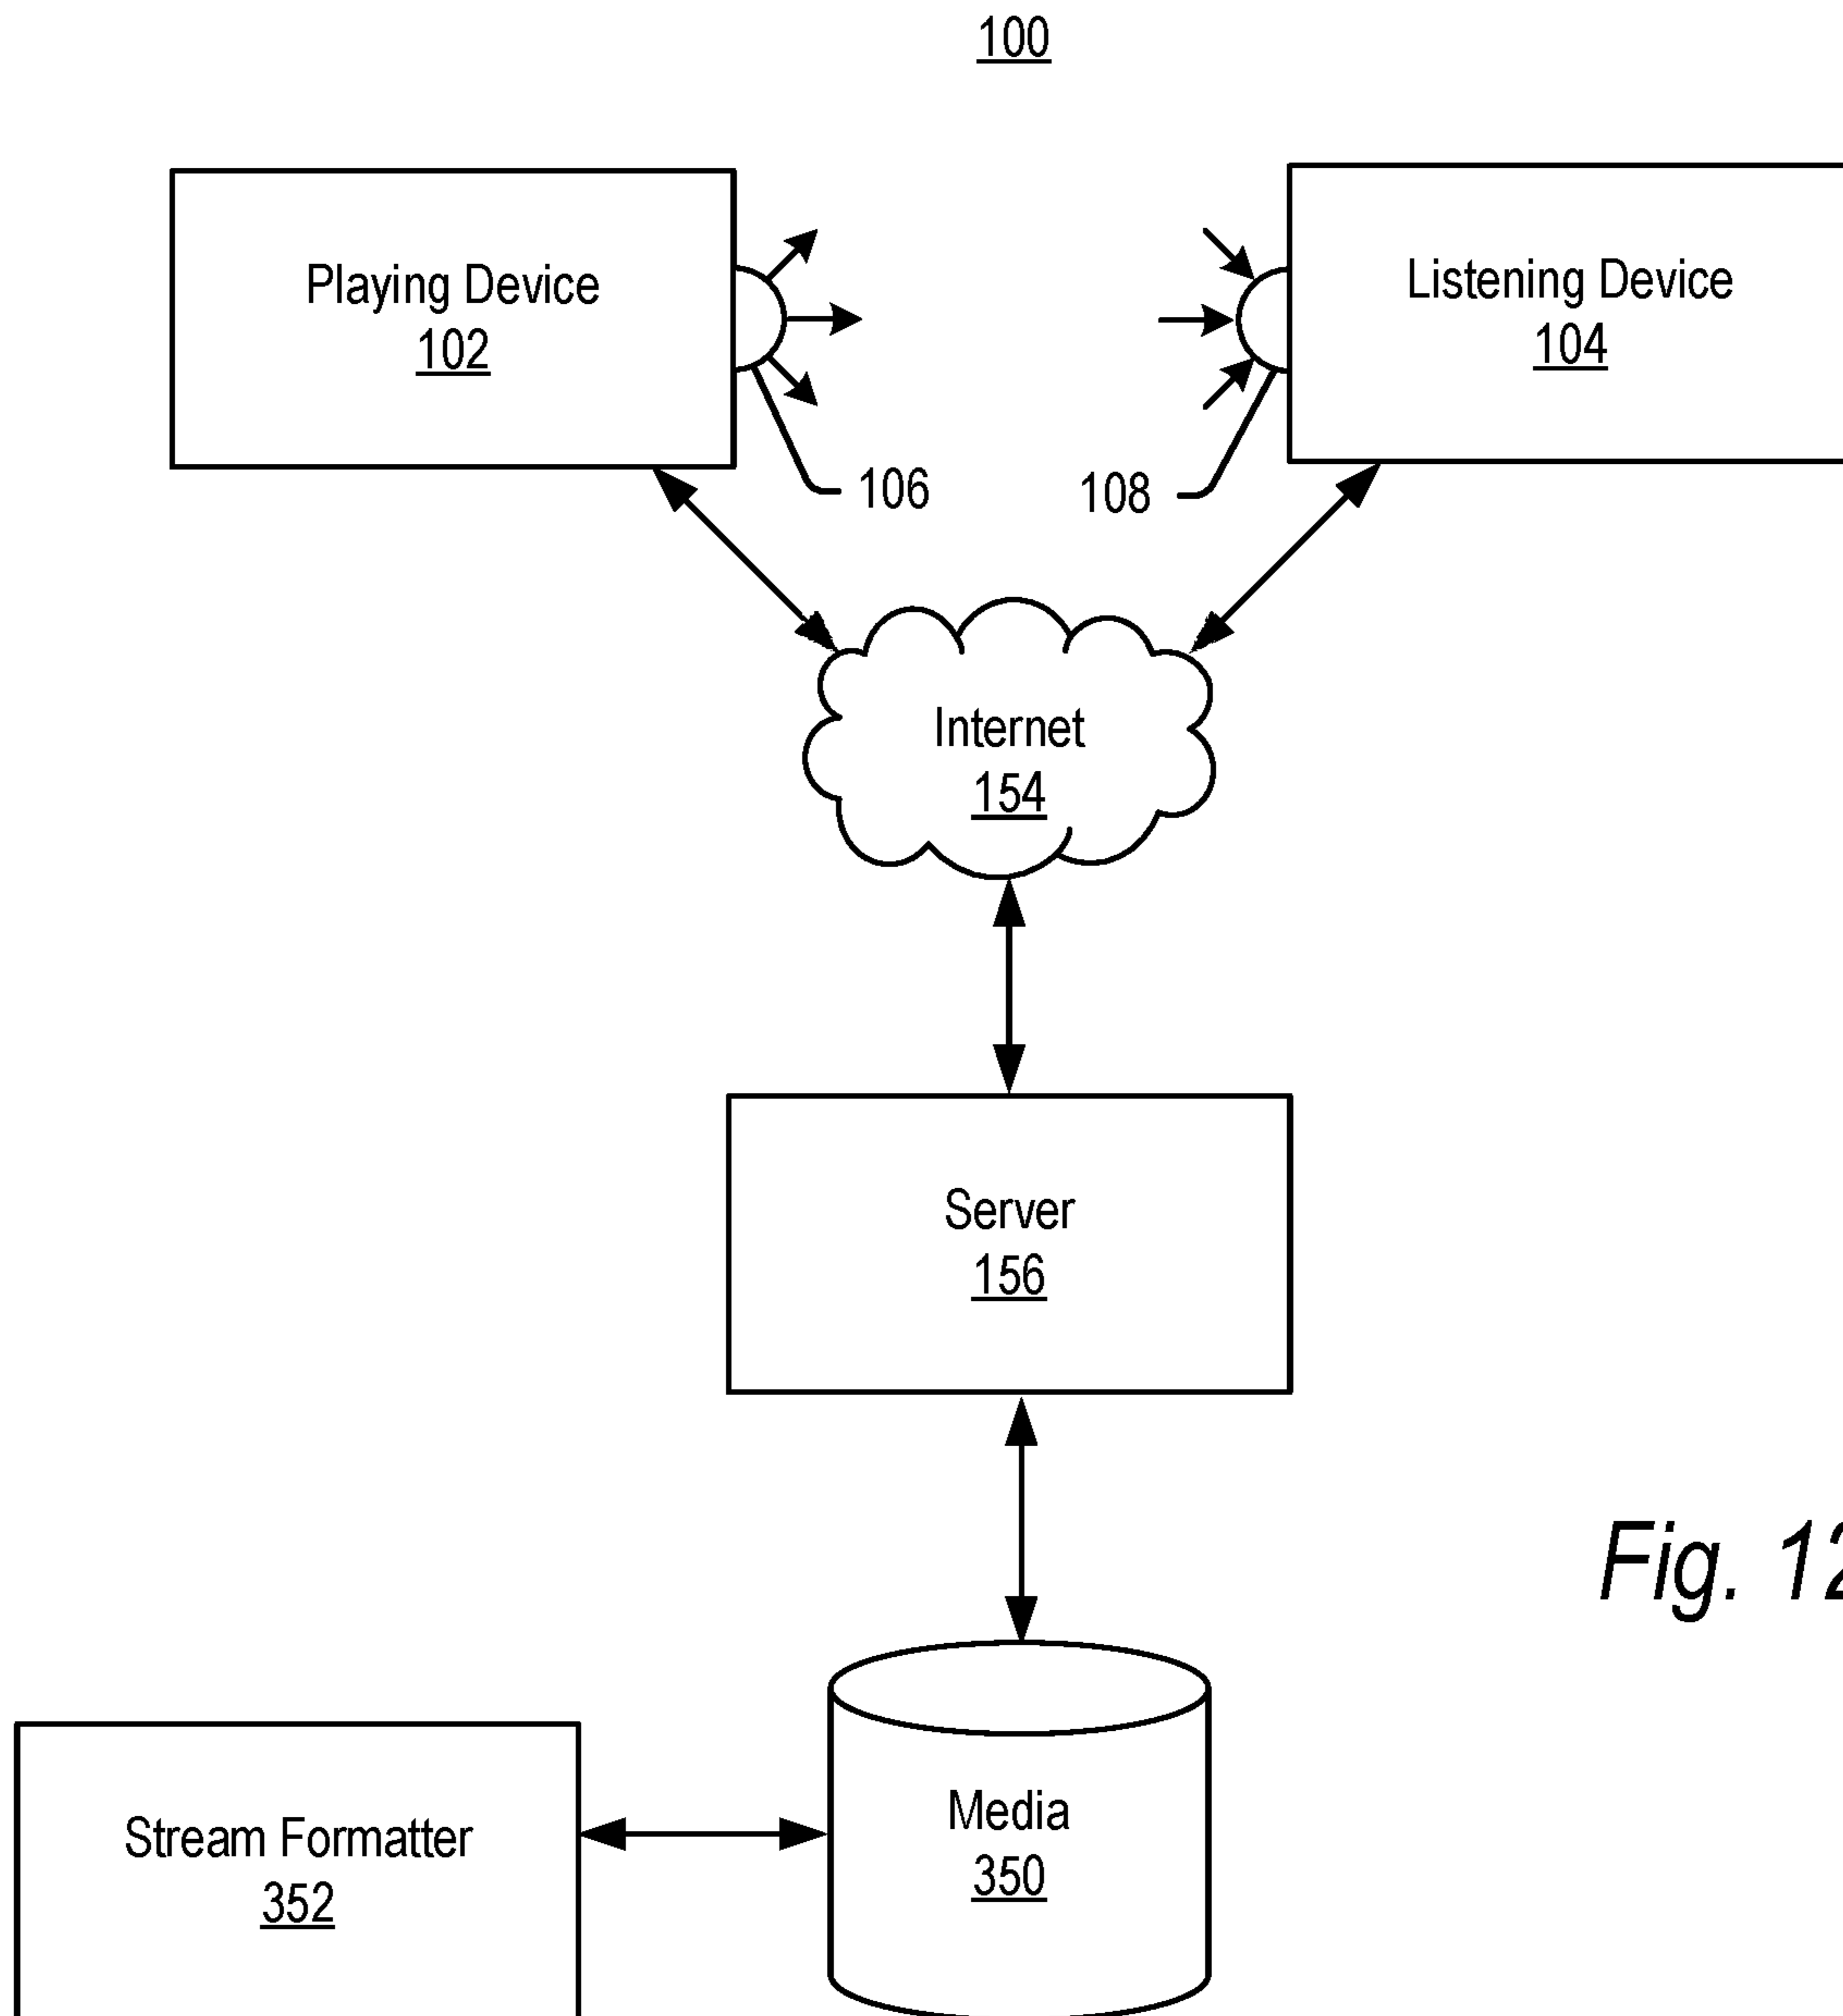 100
Playing Device
102
Listening Device
104
106
108
Internet
154
Server
156
Fig. 12
Media
350
Stream Formatter
352